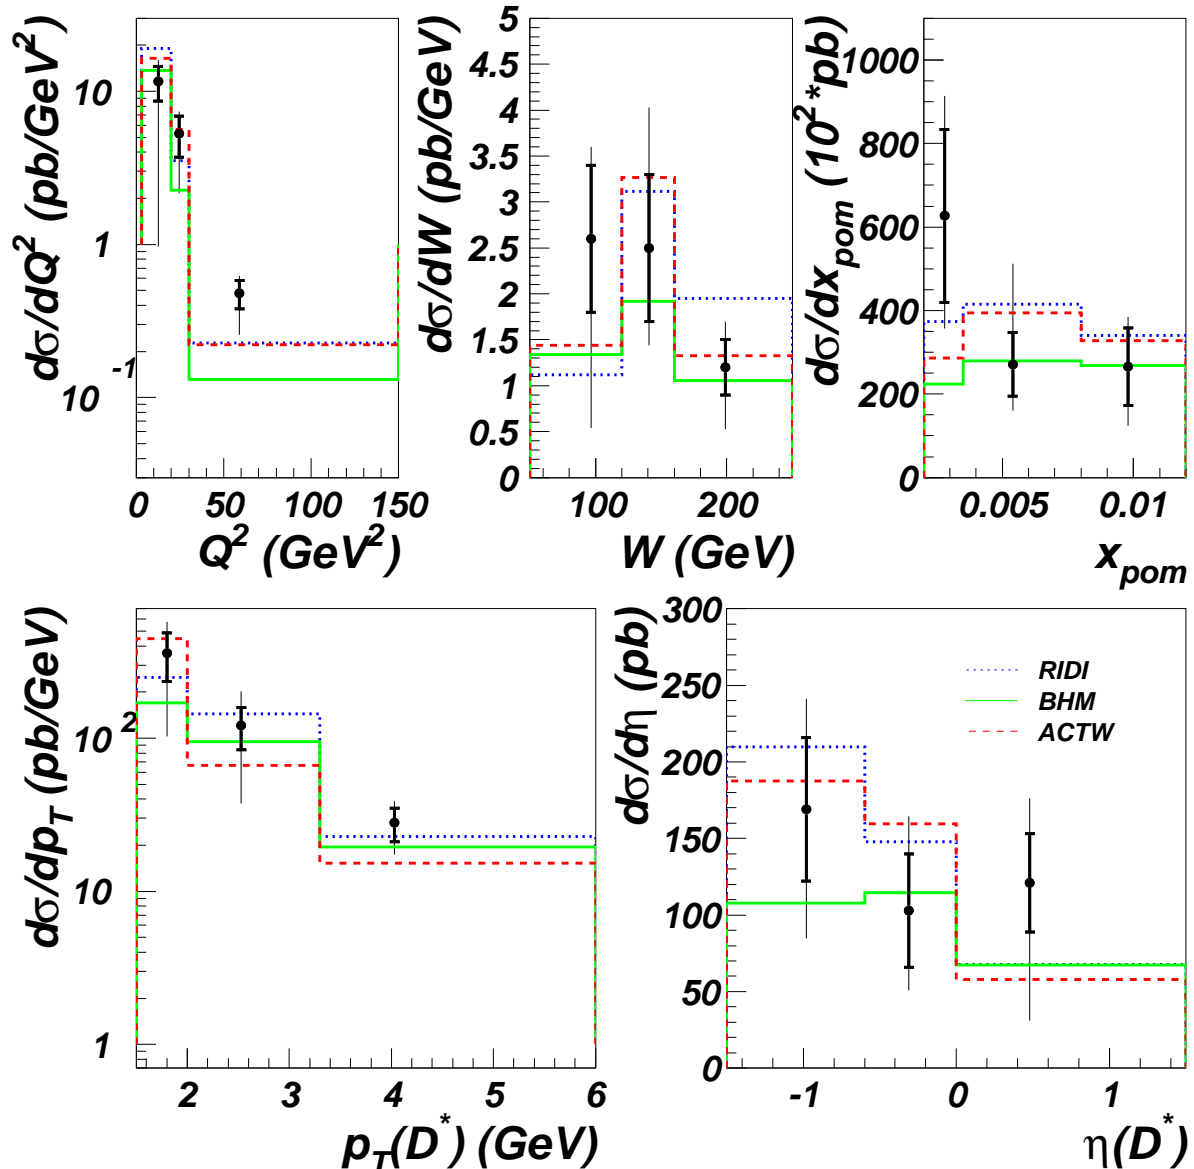 dσ/dQ² (pb/GeV²)
10
1
10⁻¹
0 50 100 150
Q² (GeV²)
dσ/dW (pb/GeV)
5
4.5
4
3.5
3
2.5
2
1.5
1
0.5
0
100 200
W (GeV)
dσ/dx_pom (10²*pb)
1000
800
600
400
200
0
0.005 0.01
x_pom
dσ/dp_T (pb/GeV)
10²
10
1
2 3 4 5 6
p_T(D*) (GeV)
dσ/dη (pb)
300
250
200
150
100
50
0
-1 0 1
η(D*)
RIDI
BHM
ACTW